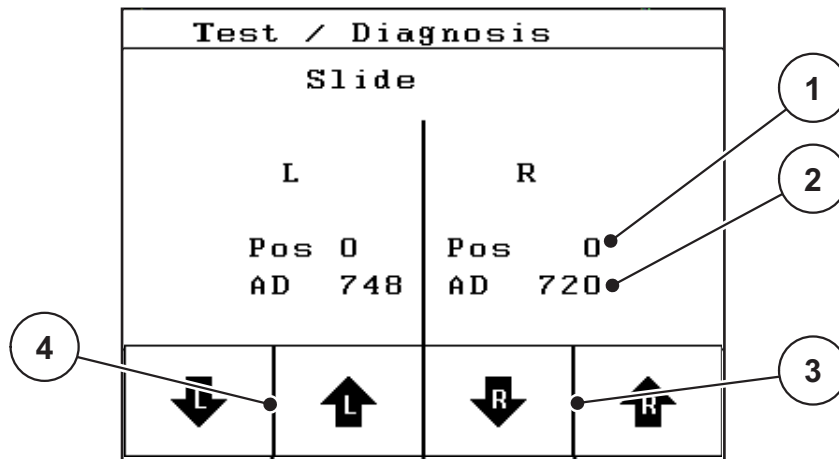 Test / Diagnosis
Slide
1
L R
2
Pos 0 Pos 0
AD 748 AD 720
4
3
L L R R